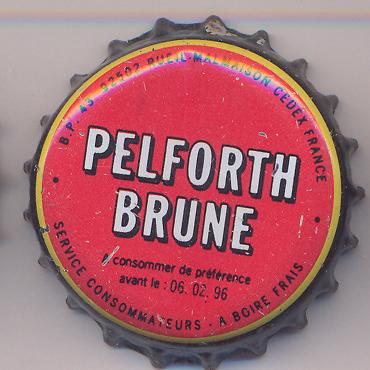 B.P. 45 92502 RUEIL-MALMAISON CEDEX FRANCE
PELFORTH
BRUNE
à consommer de préférence
avant le : 06. 02. 96
SERVICE CONSOMMATEURS - A BOIRE FRAIS